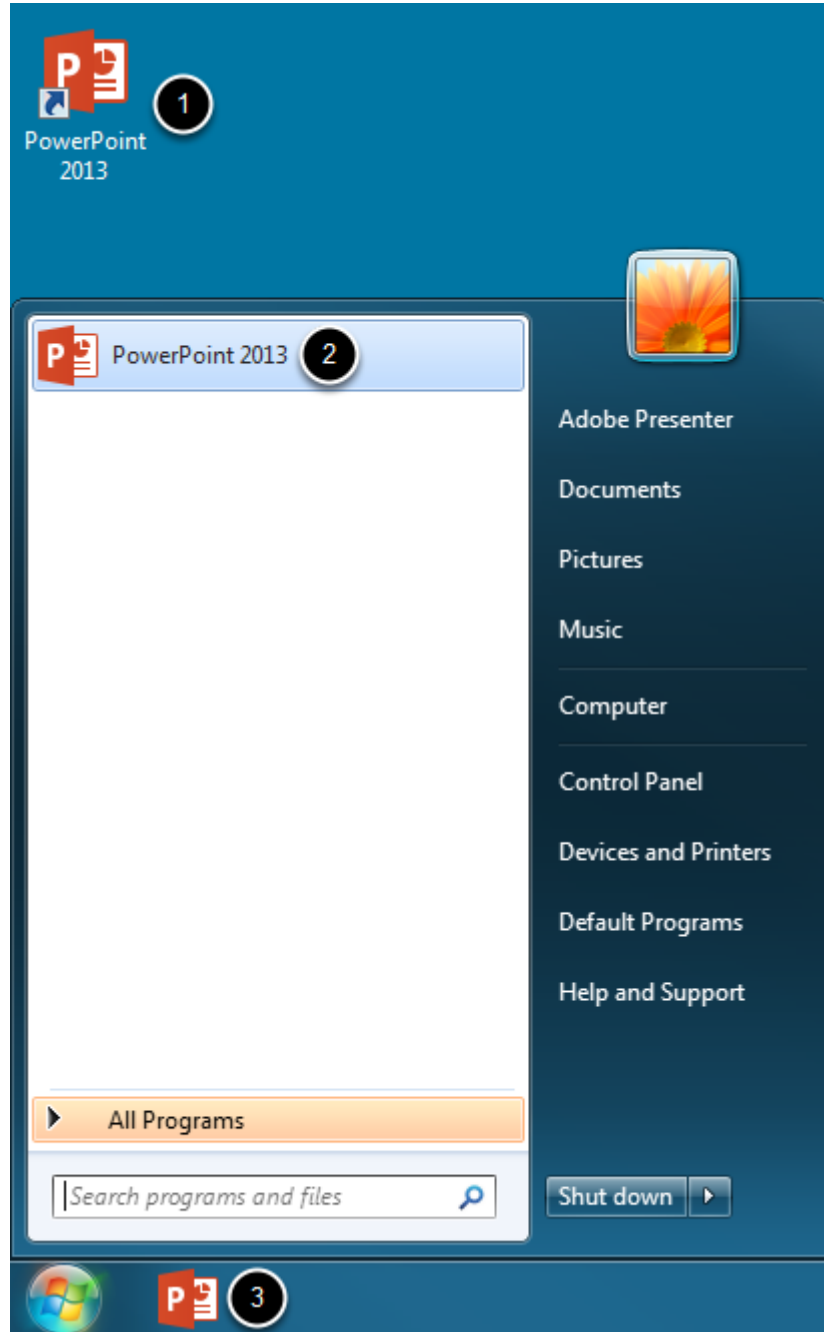 P
1
PowerPoint
2013
P
PowerPoint 2013
2
Adobe Presenter
Documents
Pictures
Music
Computer
Control Panel
Devices and Printers
Default Programs
Help and Support
All Programs
Search programs and files
Shut down
P
3